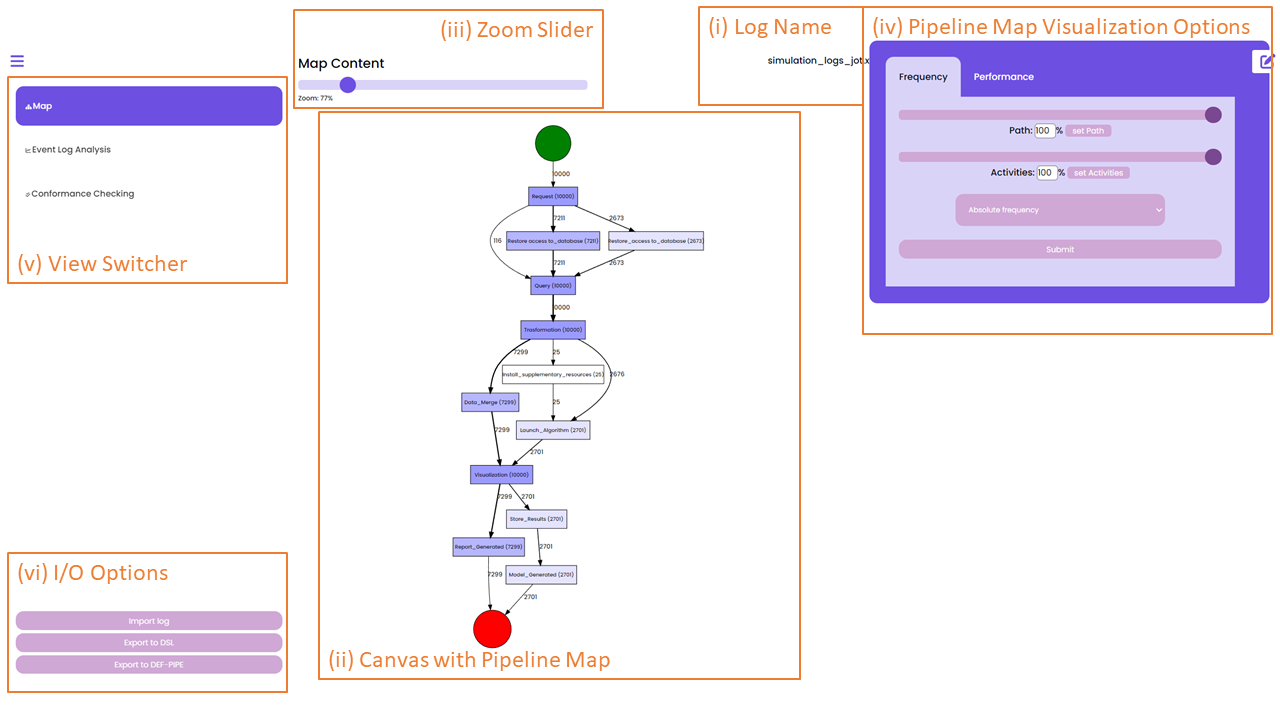 (iii) Zoom Slider
(i) Log Name
(iv) Pipeline Map Visualization Options
Map Content
simulation_logs_jot.x
Zoom: 77%
Frequency
Performance
Path: 100 % set Path
Activities: 100 % set Activities
Absolute frequency
Submit
Map
Event Log Analysis
Conformance Checking
(v) View Switcher
10000
Request (10000)
7211
2673
116
Restore access to_database (7211)
Restore_access to_database (2673)
7211
2673
Query (10000)
10000
Trasformation (10000)
7299
25
Install_supplementary_resources (25)
2676
Data_Merge (7299)
25
7299
Launch_Algorithm (2701)
2701
Visualization (10000)
7299
2701
Store_Results (2701)
Report_Generated (7299)
2701
7299
Model_Generated (2701)
2701
(ii) Canvas with Pipeline Map
(vi) I/O Options
Import log
Export to DSL
Export to DEF-PIPE